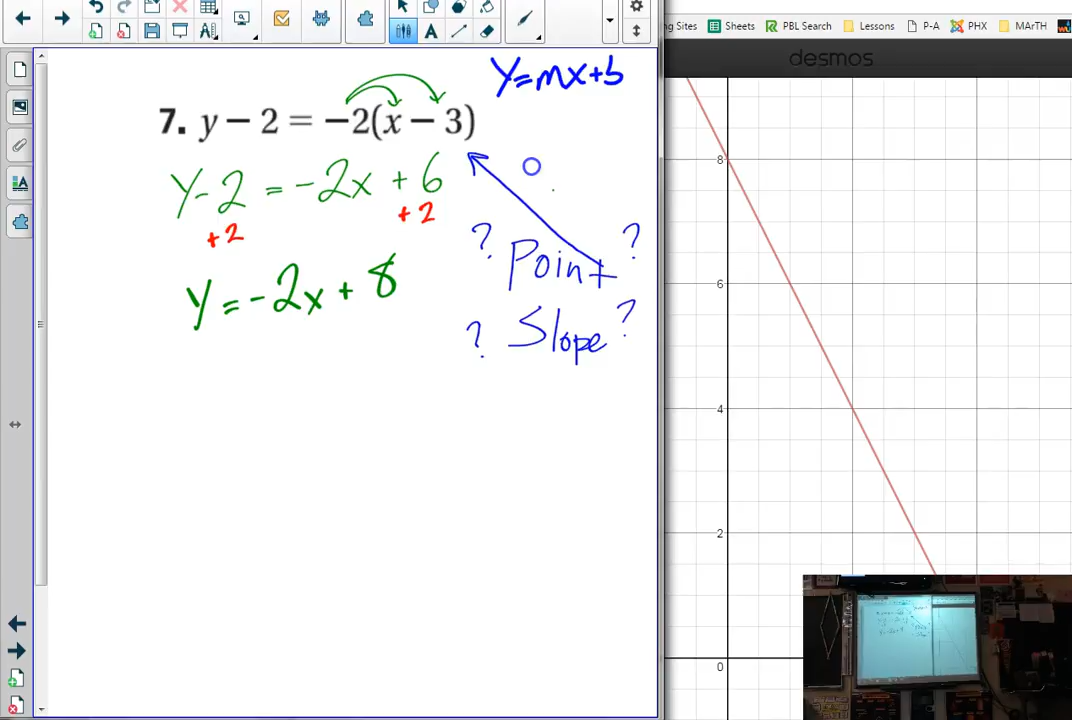 Sites
Sheets
PBL Search
Lessons
P-A
PHX
MArTH
desmos
y=mx+b
7. y − 2 = −2(x − 3)
y-2 = -2x + 6
+2 +2
y = -2x + 8
? Point ?
? Slope ?
8
6
4
2
0